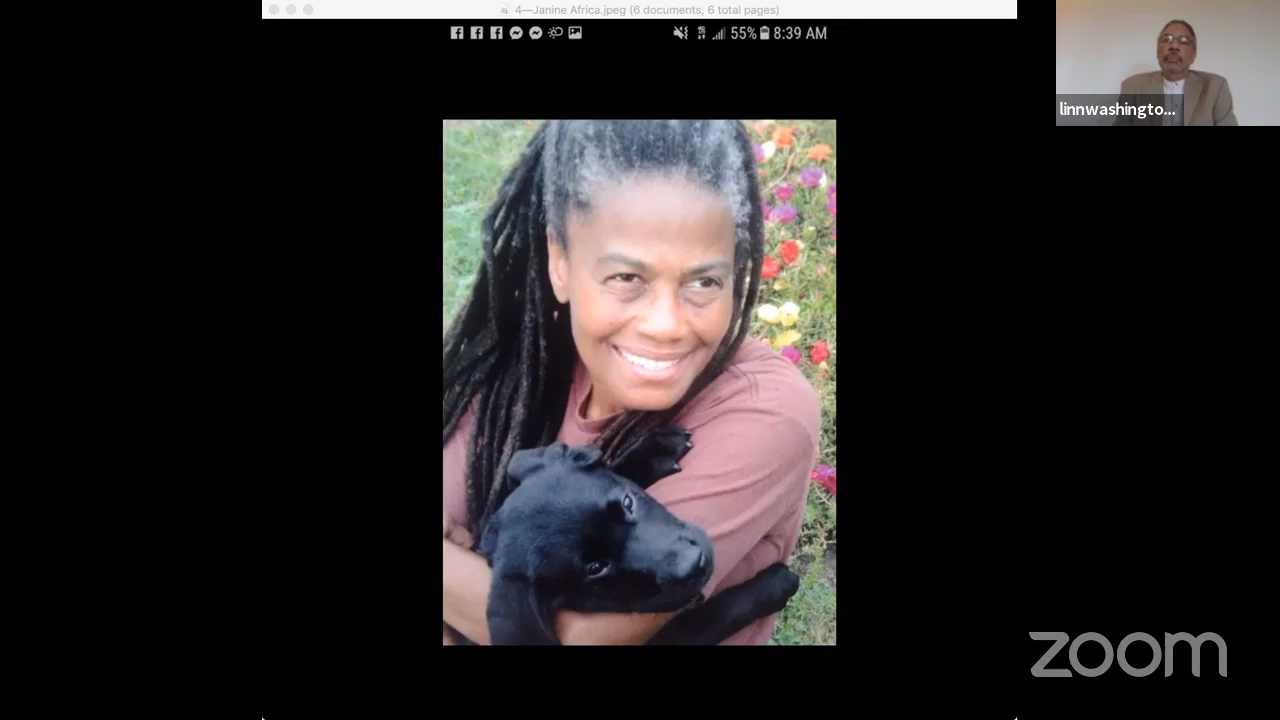 4—Janine Africa.jpeg (6 documents, 6 total pages)
55% 8:39 AM
linnwashingto...
zoom